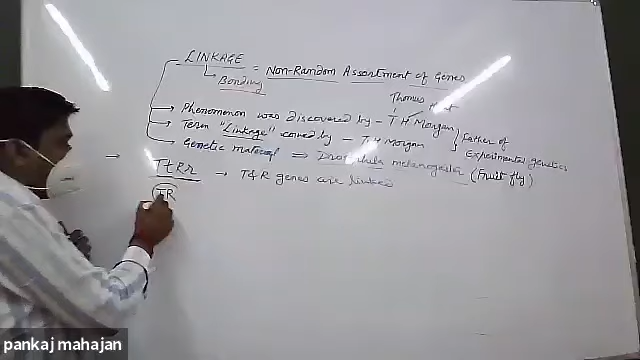 LINKAGE = Non-Random Assortment of Genes
Bonding
Thomas Hunt
Phenomenon was discovered by - T H Morgan
Term "Linkage" coined by - T H Morgan
Father of Experimental genetics
Genetic material ⇒ Drosophila melanogaster (Fruit fly)
→ TtRr → T & R genes are linked
TR
pankaj mahajan